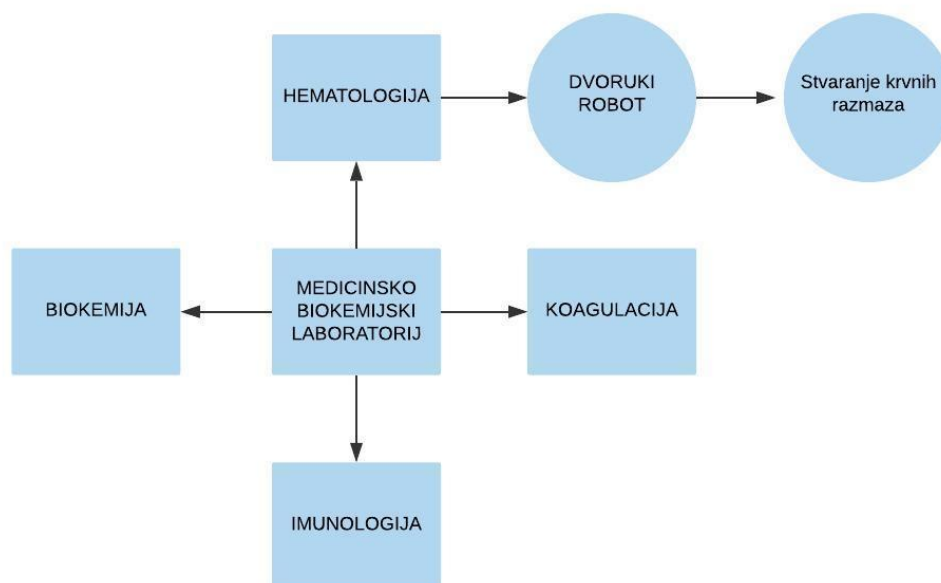 HEMATOLOGIJA
DVORUKI
ROBOT
Stvaranje krvnih
razmaza
BIOKEMIJA
MEDICINSKO
BIOKEMIJSKI
LABORATORIJ
KOAGULACIJA
IMUNOLOGIJA